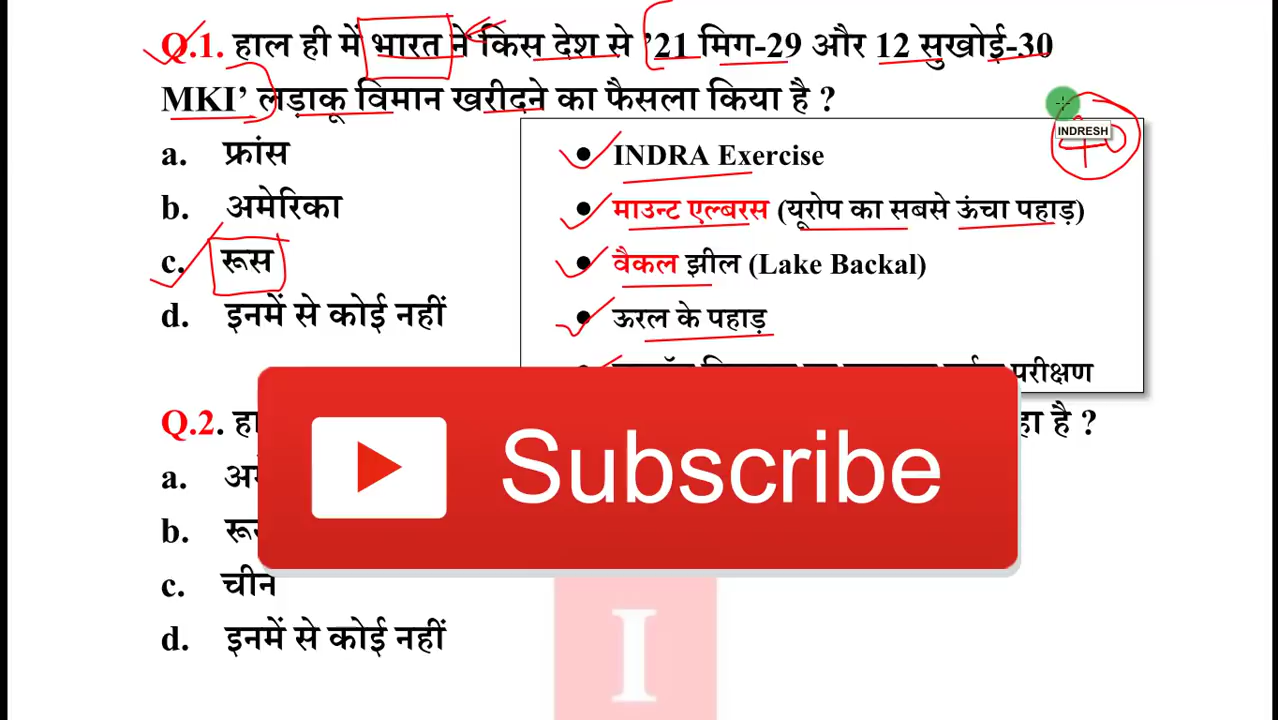 Q.1. हाल ही में भारत ने किस देश से '21 मिग-29 और 12 सुखोई-30
MKI' लड़ाकू विमान खरीदने का फैसला किया है ?
a. फ्रांस
b. अमेरिका
c. रूस
d. इनमें से कोई नहीं
40
INDRESH
• INDRA Exercise
• माउन्ट एल्बरस (यूरोप का सबसे ऊंचा पहाड़)
• वैकल झील (Lake Backal)
• ऊरल के पहाड़
परीक्षण
Q.2. है ?
a.
b.
c. चीन
d. इनमें से कोई नहीं
Subscribe
I